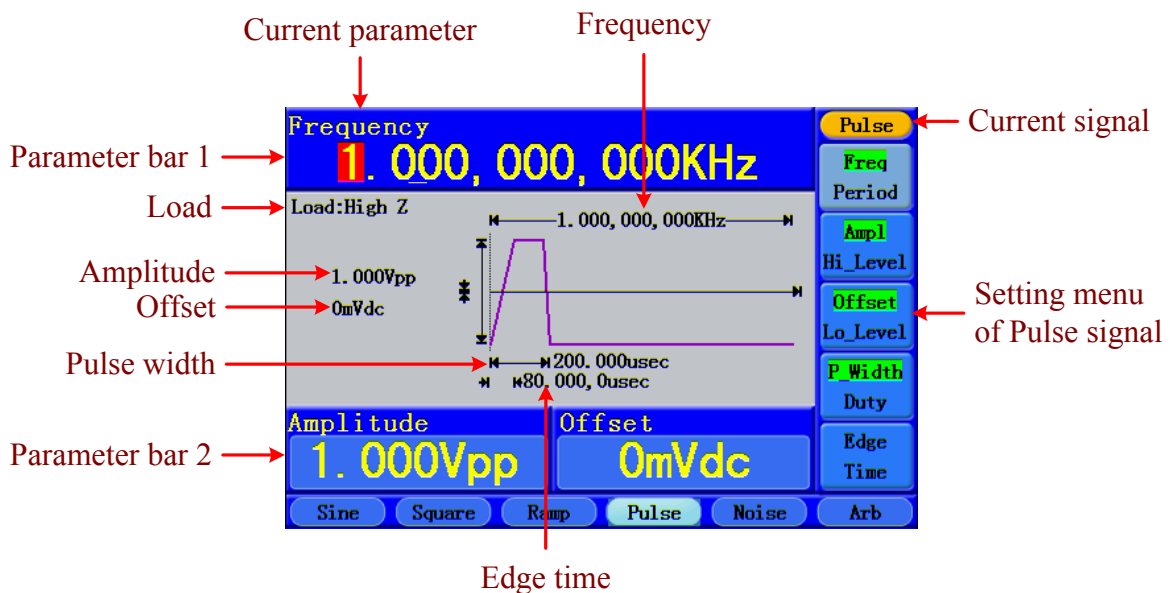 Current parameter
Frequency
Frequency
1. 000, 000, 000KHz
Pulse
Current signal
Parameter bar 1
Freq
Period
Load
Load:High Z
1. 000, 000, 000KHz
Ampl
Hi_Level
Amplitude
1. 000Vpp
Offset
0mVdc
Offset
Lo_Level
Setting menu
of Pulse signal
Pulse width
200. 000usec
80. 000, 0usec
P_Width
Duty
Amplitude
Offset
Parameter bar 2
1. 000Vpp
0mVdc
Edge
Time
Sine
Square
Ramp
Pulse
Noise
Arb
Edge time